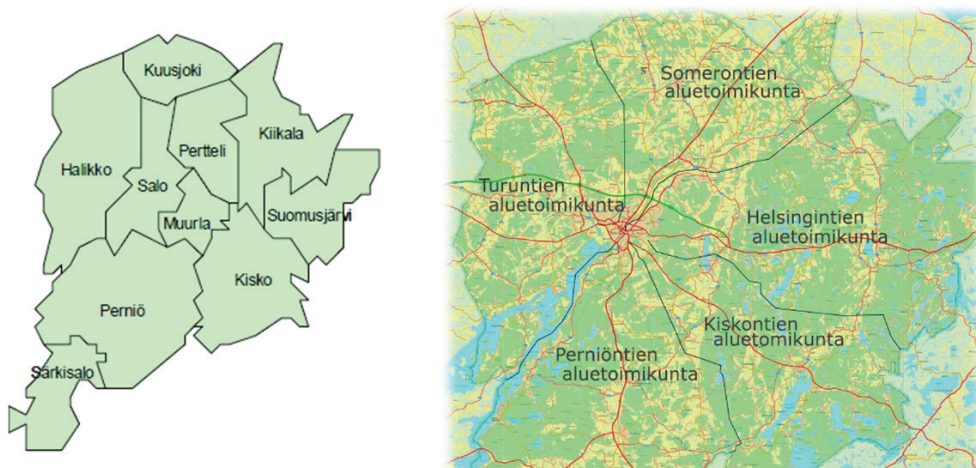 Kuusjoki
Kiikala
Pertteli
Halikko
Salo
Muurla
Suomusjärvi
Kisko
Perniö
Särkisalo
Somerontien
aluetoimikunta
Turuntien
aluetoimikunta
Helsingintien
aluetoimikunta
Kiskontien
aluetomikunta
Perniöntien
aluetoimikunta